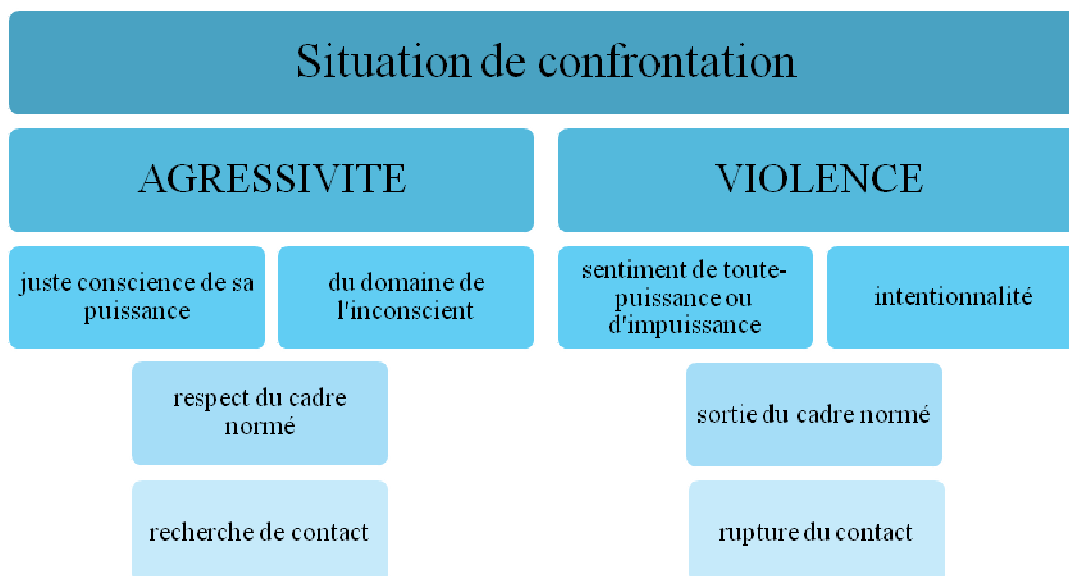 Situation de confrontation
AGRESSIVITE
VIOLENCE
juste conscience de sa
puissance
du domaine de
l'inconscient
sentiment de toute-
puissance ou
d'impuissance
intentionnalité
respect du cadre
normé
sortie du cadre normé
recherche de contact
rupture du contact